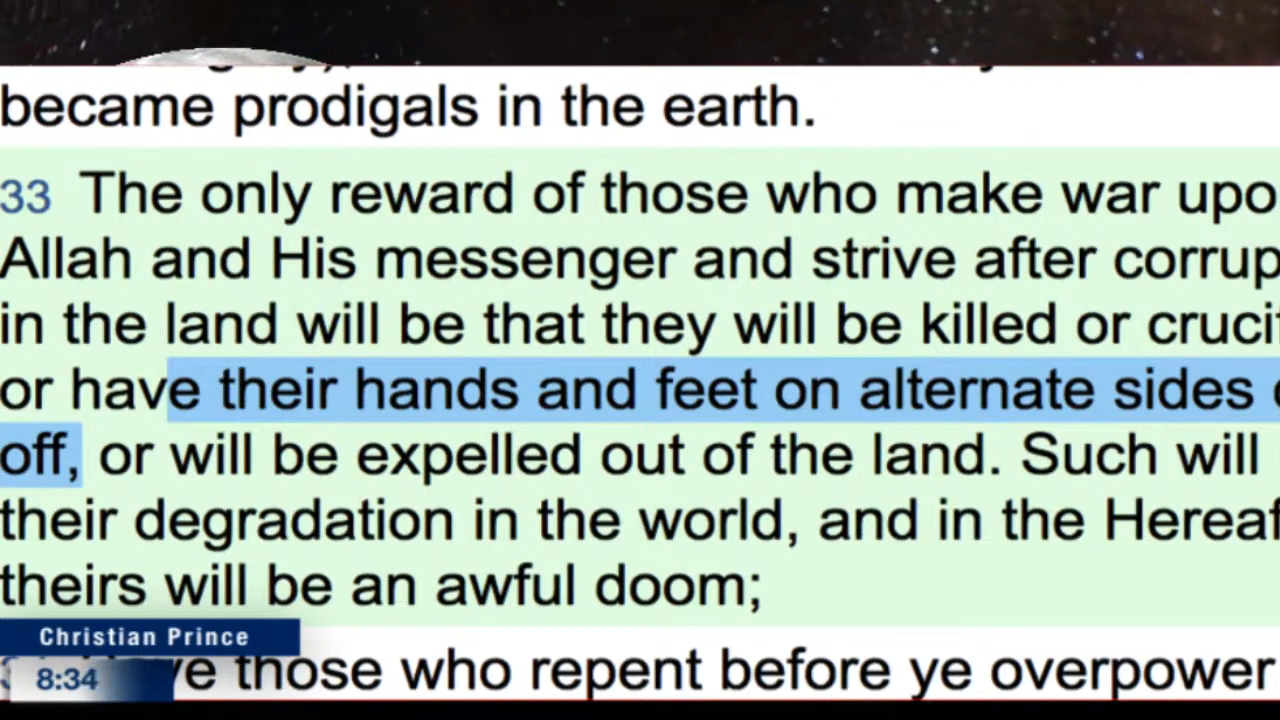 became prodigals in the earth.
33 The only reward of those who make war upo
Allah and His messenger and strive after corrup
in the land will be that they will be killed or cruci
or have their hands and feet on alternate sides
off, or will be expelled out of the land. Such will
their degradation in the world, and in the Hereaf
theirs will be an awful doom;
Christian Prince
those who repent before ye overpower
8:34